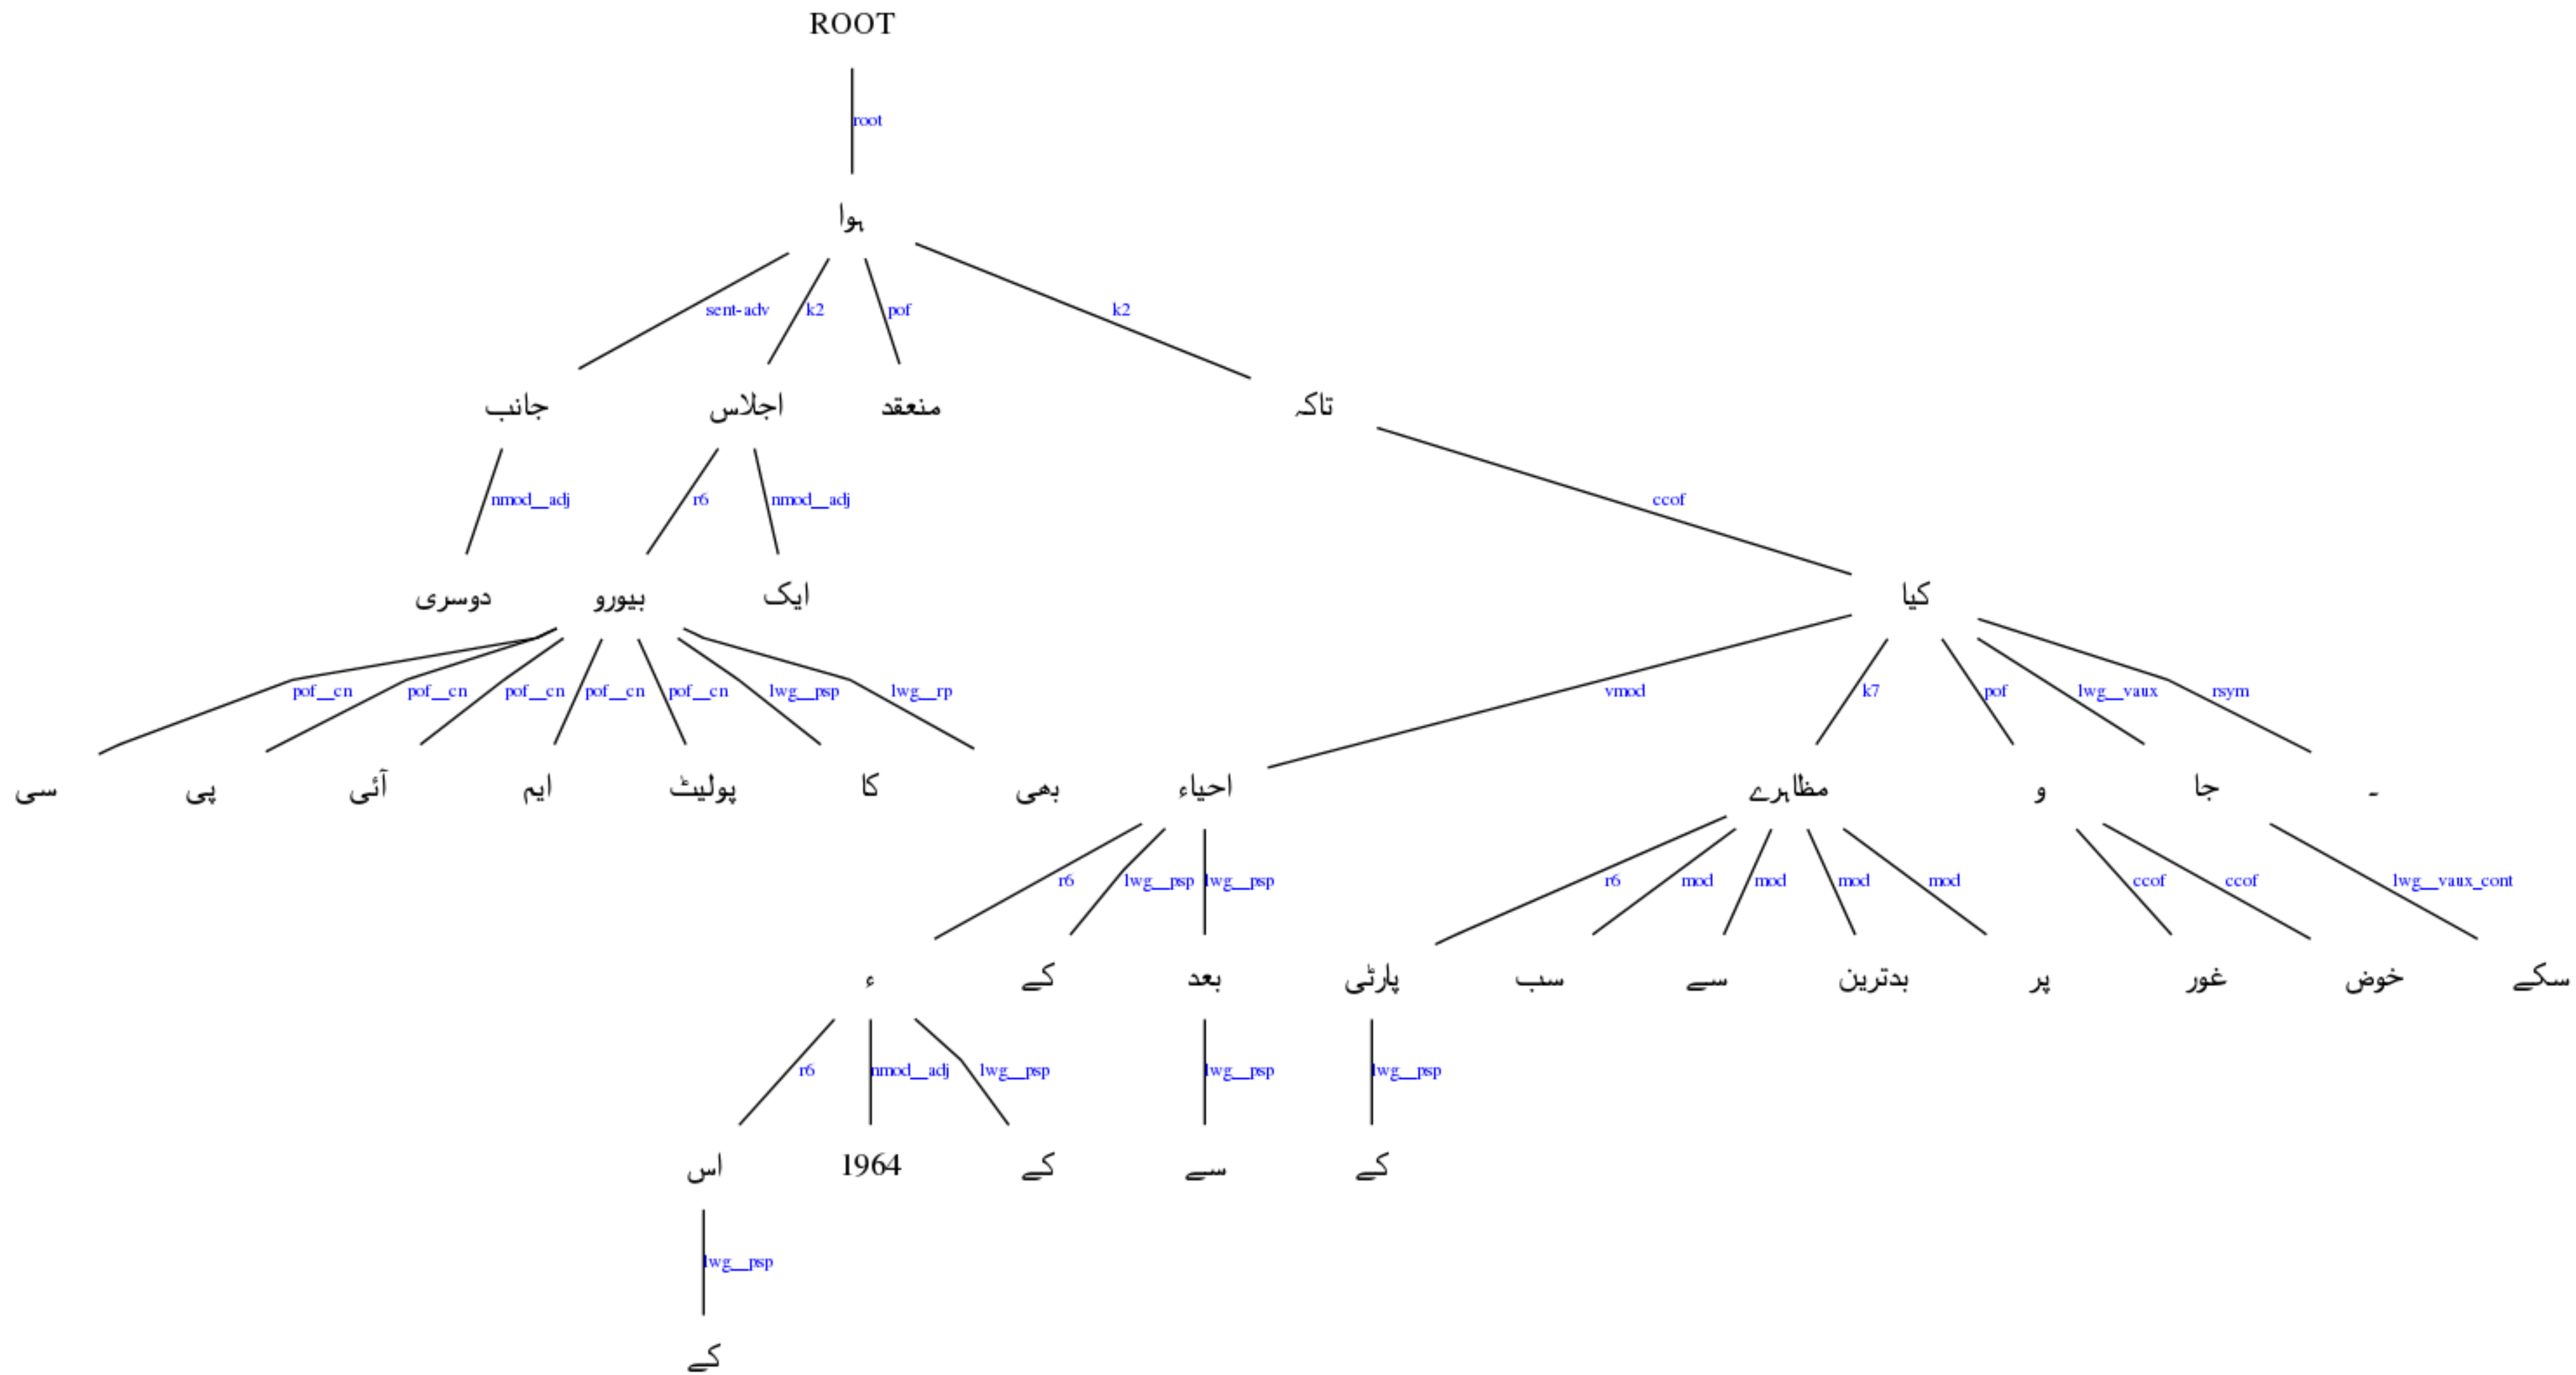 ROOT
root
ہوا
sent-adv k2 pof k2
جانب اجلاس منعقد تاکہ
nmod__adj r6 nmod__adj ccof
دوسری بیورو ایک کیا
pof__cn pof__cn pof__cn pof__cn pof__cn lwg__psp lwg__rp vmod k7 pof lwg__vaux rsym
سی پی آئی ایم پولیٹ کا بھی احیاء مظاہرے و جا ۔
r6 lwg__psp lwg__psp r6 mod mod mod mod ccof ccof lwg__vaux_cont
ء کے بعد پارٹی سب سے بدترین پر غور خوض سکے
r6 nmod__adj lwg__psp lwg__psp lwg__psp
اس 1964 کے سے کے
lwg__psp
کے